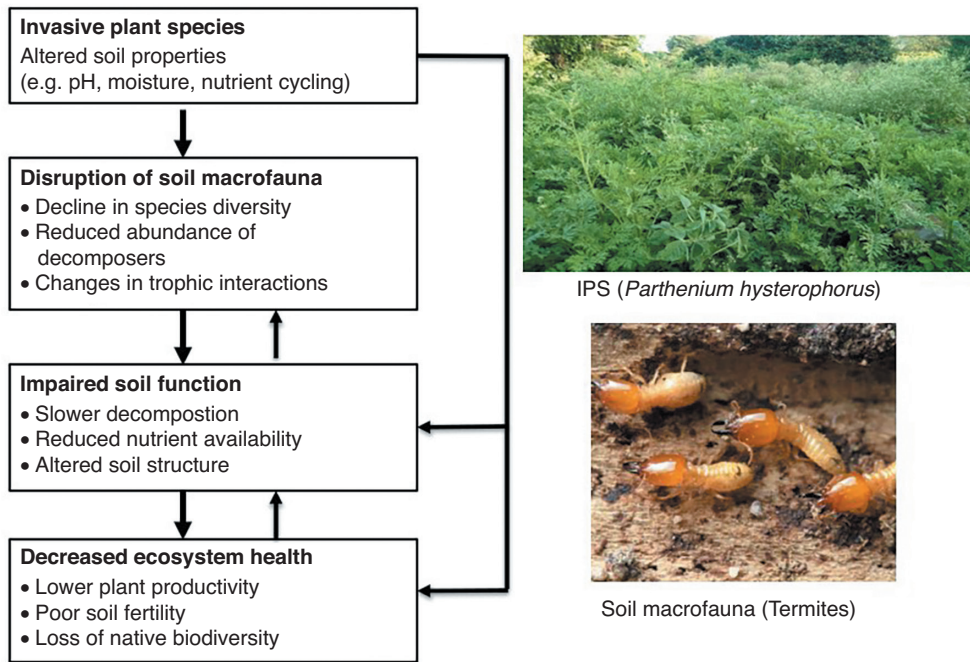 Invasive plant species
Altered soil properties
(e.g. pH, moisture, nutrient cycling)
Disruption of soil macrofauna
• Decline in species diversity
• Reduced abundance of
decomposers
• Changes in trophic interactions
Impaired soil function
• Slower decompostion
• Reduced nutrient availability
• Altered soil structure
Decreased ecosystem health
• Lower plant productivity
• Poor soil fertility
• Loss of native biodiversity
IPS (Parthenium hysterophorus)
Soil macrofauna (Termites)